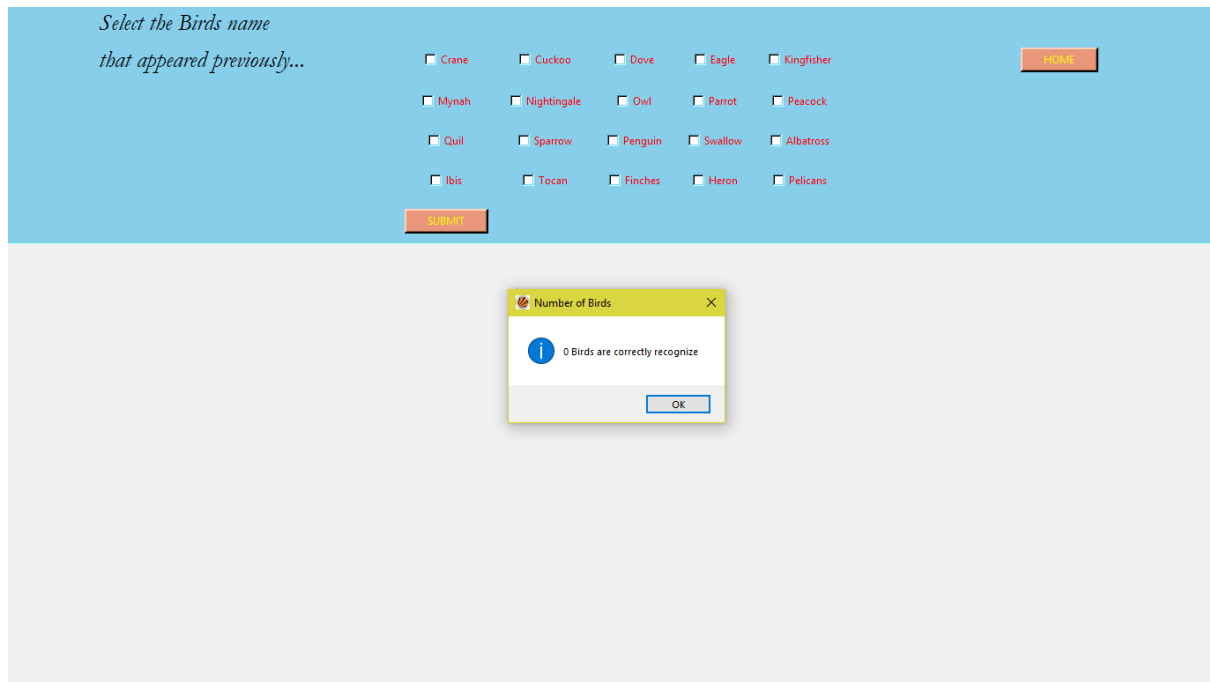 Select the Birds name
that appeared previously...
Crane Cuckoo Dove Eagle Kingfisher
HOME
Mynah Nightingale Owl Parrot Peacock
Quil Sparrow Penguin Swallow Albatross
Ibis Tocan Finches Heron Pelicans
SUBMIT
Number of Birds
0 Birds are correctly recognize
OK